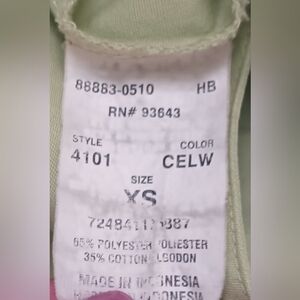 88883-0510 HB
RN# 93643
STYLE COLOR
4101 CELW
SIZE
XS
65% POLYESTER POLIESTER
35% COTTON
MADE IN INDONESIA
INDONESIA